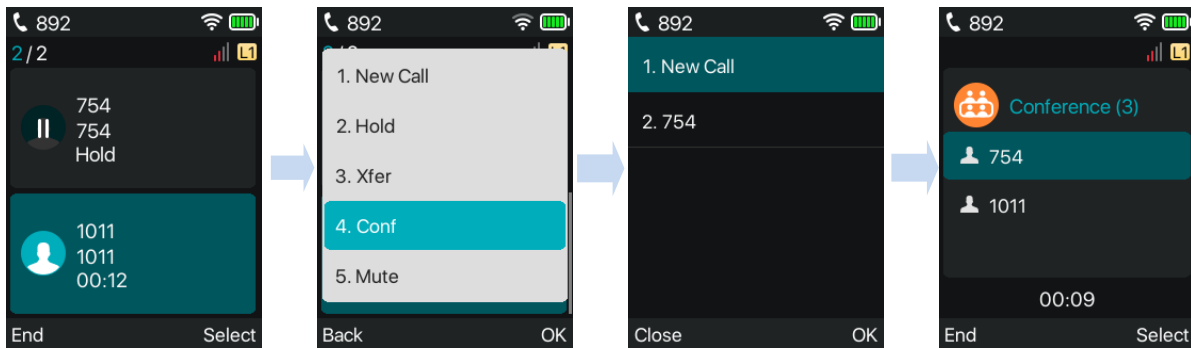 892
2/2
L1
754
754
Hold
1011
1011
00:12
End Select
892
1. New Call
2. Hold
3. Xfer
4. Conf
5. Mute
Back OK
892
1. New Call
2. 754
Close OK
892
L1
Conference (3)
754
1011
00:09
End Select